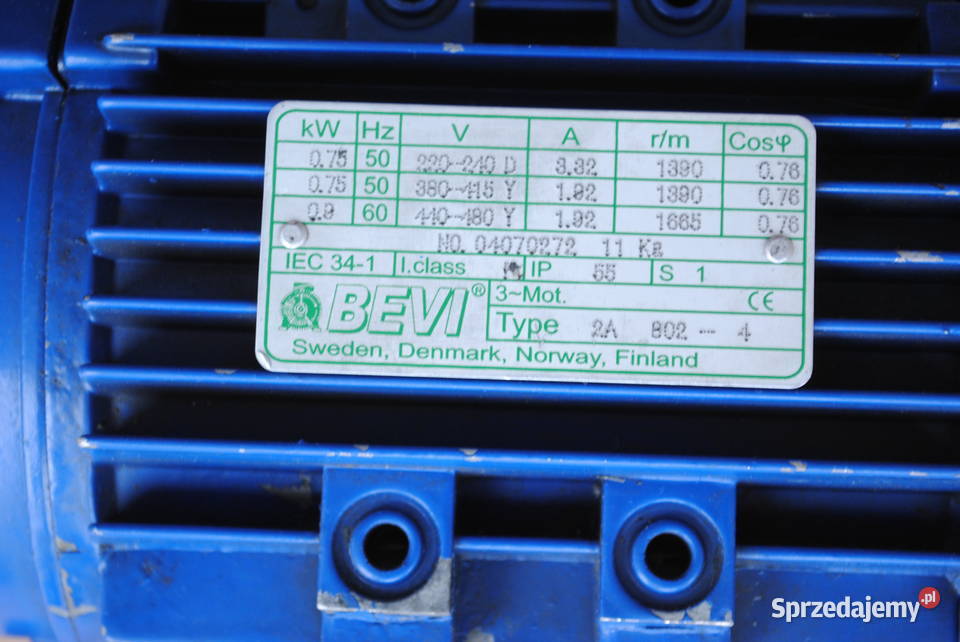 kW Hz V A r/m Cosφ
0.75 50 220-240 D 3.32 1390 0.76
0.75 50 380-415 Y 1.92 1390 0.76
0.9 60 440-480 Y 1.92 1665 0.76
NO. 04070272 11 Kg
IEC 34-1 I.class IP 55 S 1
BEVI® 3~Mot. CE
Type 2A 802-4
Sweden, Denmark, Norway, Finland
Sprzedajemy.pl